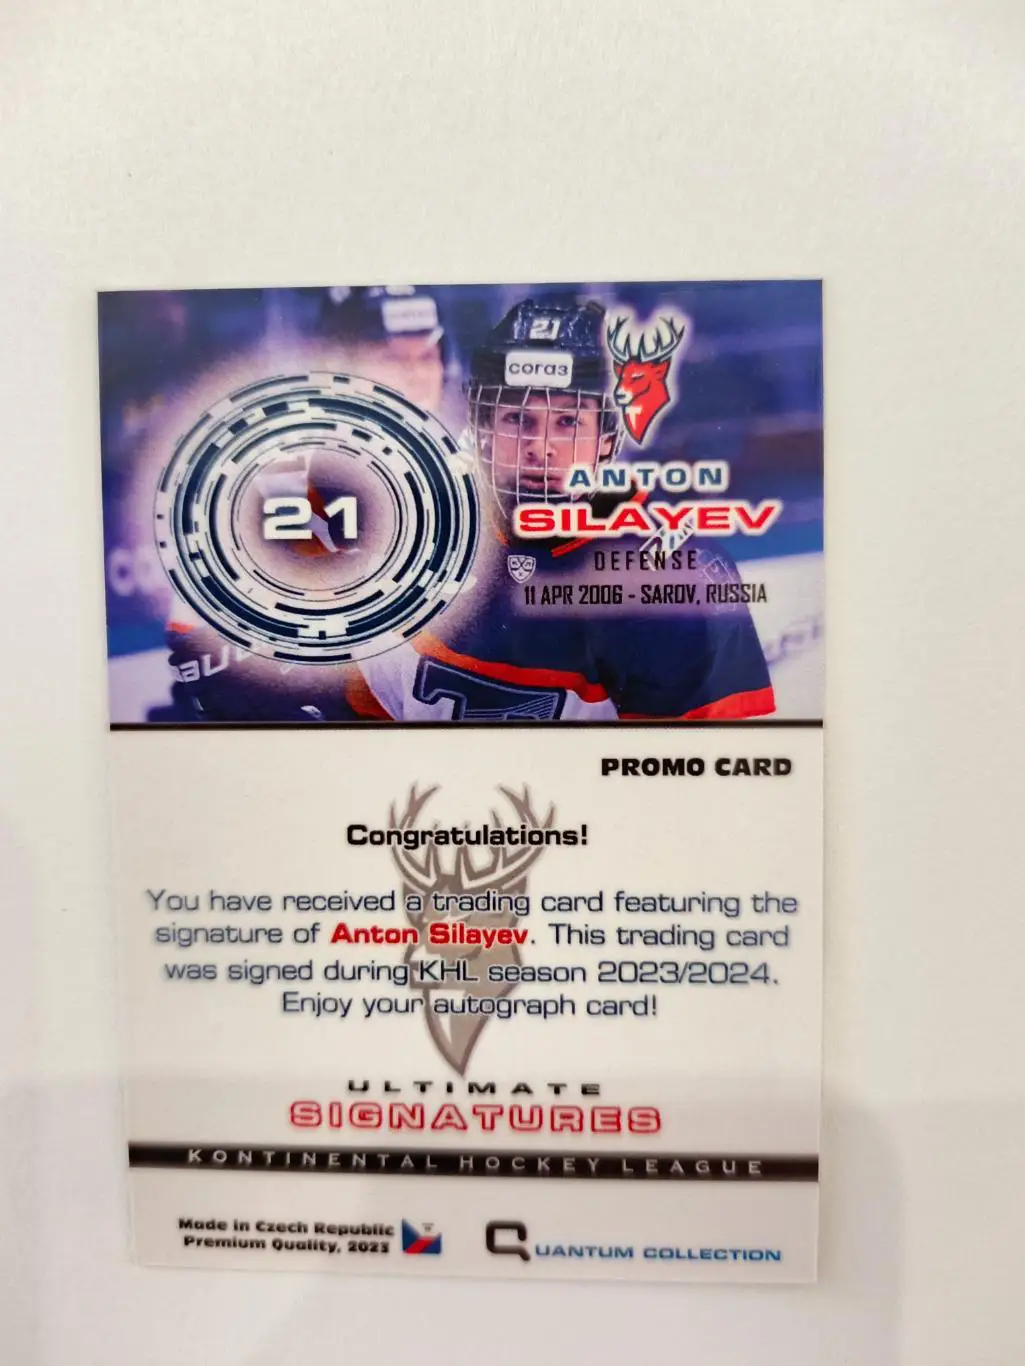 21
согаз
21
ANTON
SILAYEV
DEFENSE
11 APR 2006 - SAROV, RUSSIA
PROMO CARD
Congratulations!
You have received a trading card featuring the
signature of Anton Silayev. This trading card
was signed during KHL season 2023/2024.
Enjoy your autograph card!
ULTIMATE
SIGNATURES
KONTINENTAL HOCKEY LEAGUE
Made in Czech Republic
Premium Quality, 2023
QUANTUM COLLECTION